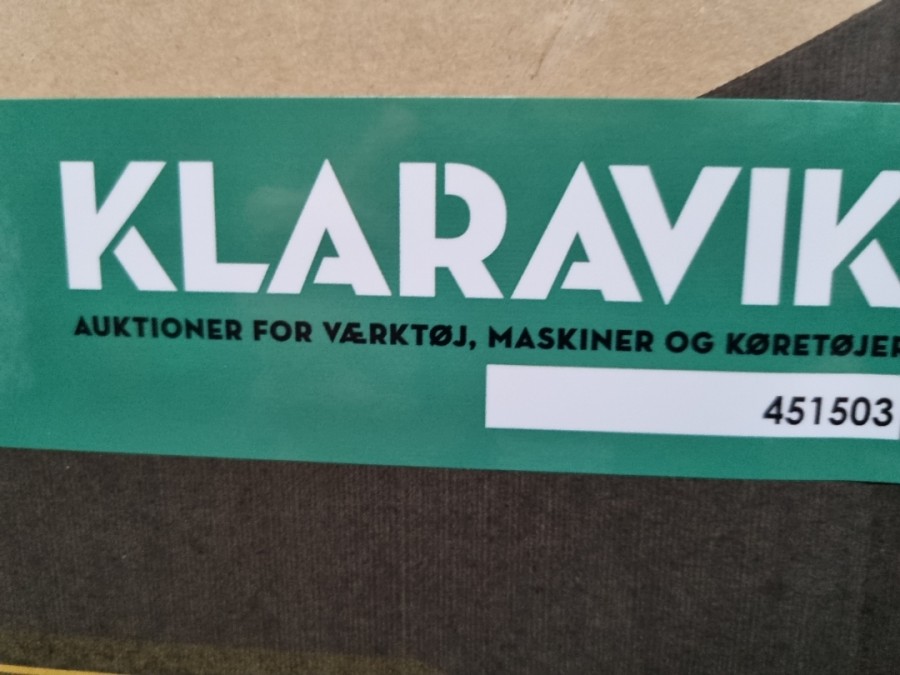 KLARAVIK
AUKTIONER FOR VÆRKTØJ, MASKINER OG KØRETØJER
451503